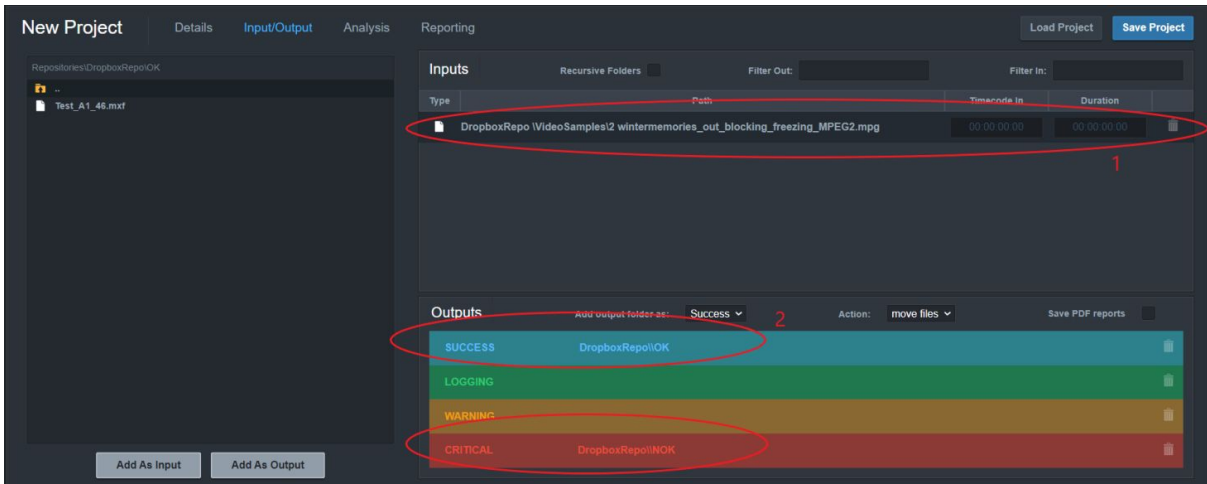 New Project Details Input/Output Analysis Reporting Load Project Save Project
Repositories\DropboxRepo\OK
..
Test_A1_46.mxf
Add As Input Add As Output
Inputs Recursive Folders Filter Out: Filter In:
Type Path Timecode In Duration
DropboxRepo \VideoSamples\2 wintermemories_out_blocking_freezing_MPEG2.mpg 00:00:00:00 00:00:00:00
1
Outputs Add output folder as: Success 2 Action: move files Save PDF reports
SUCCESS DropboxRepo\\OK
LOGGING
WARNING
CRITICAL DropboxRepo\\NOK